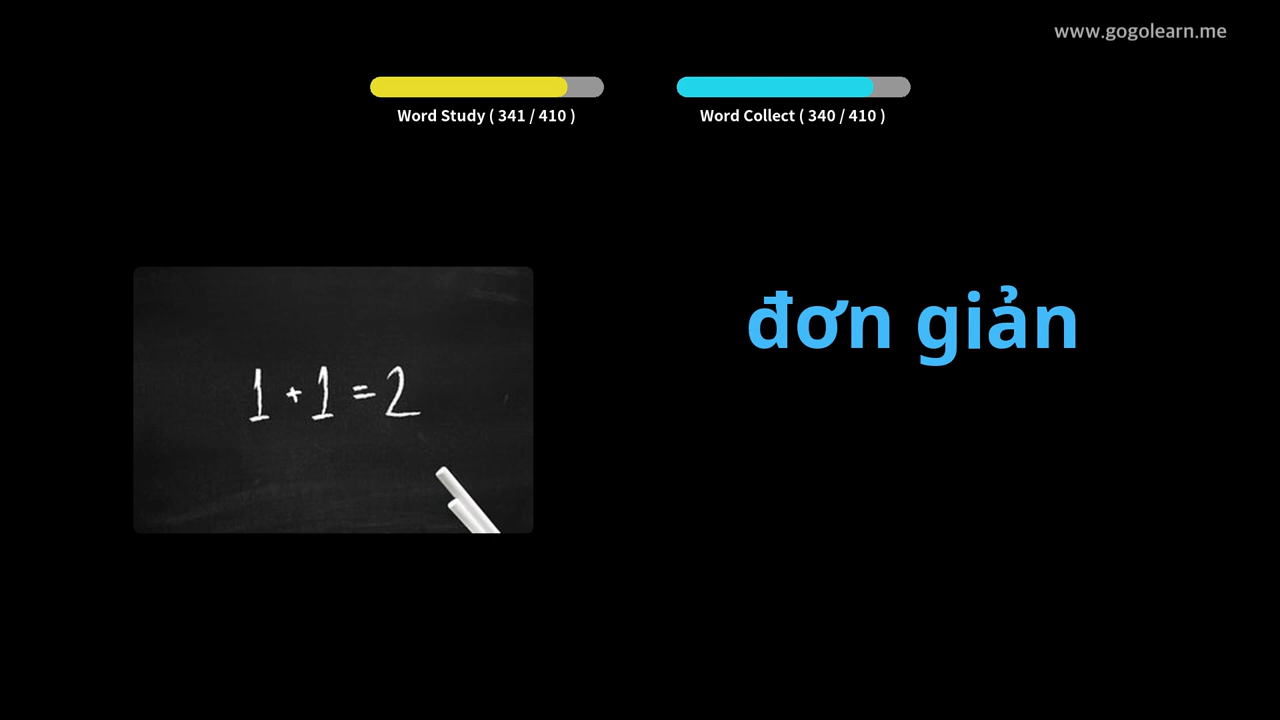 www.gogolearn.me
Word Study ( 341 / 410 )
Word Collect ( 340 / 410 )
1 + 1 = 2
đơn giản